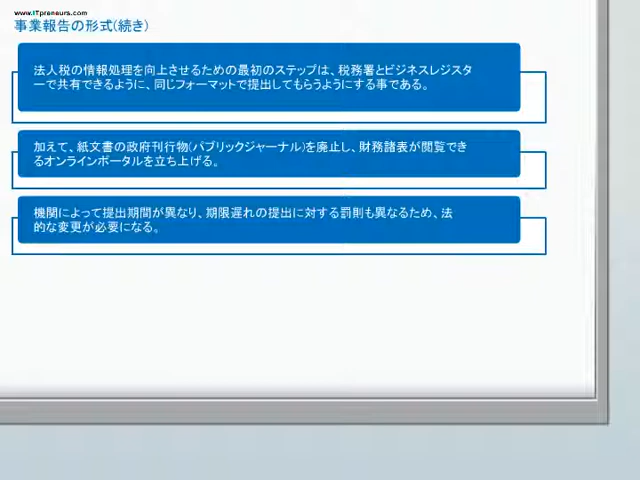 www.ITpreneurs.com
事業報告の形式(続き)
法人税の情報処理を向上させるための最初のステップは、税務署とビジネスレジスタ
ーで共有できるように、同じフォーマットで提出してもらうようにする事である。
加えて、紙文書の政府刊行物(パブリックジャーナル)を廃止し、財務諸表が閲覧でき
るオンラインポータルを立ち上げる。
機関によって提出期間が異なり、期限遅れの提出に対する罰則も異なるため、法
的な変更が必要になる。